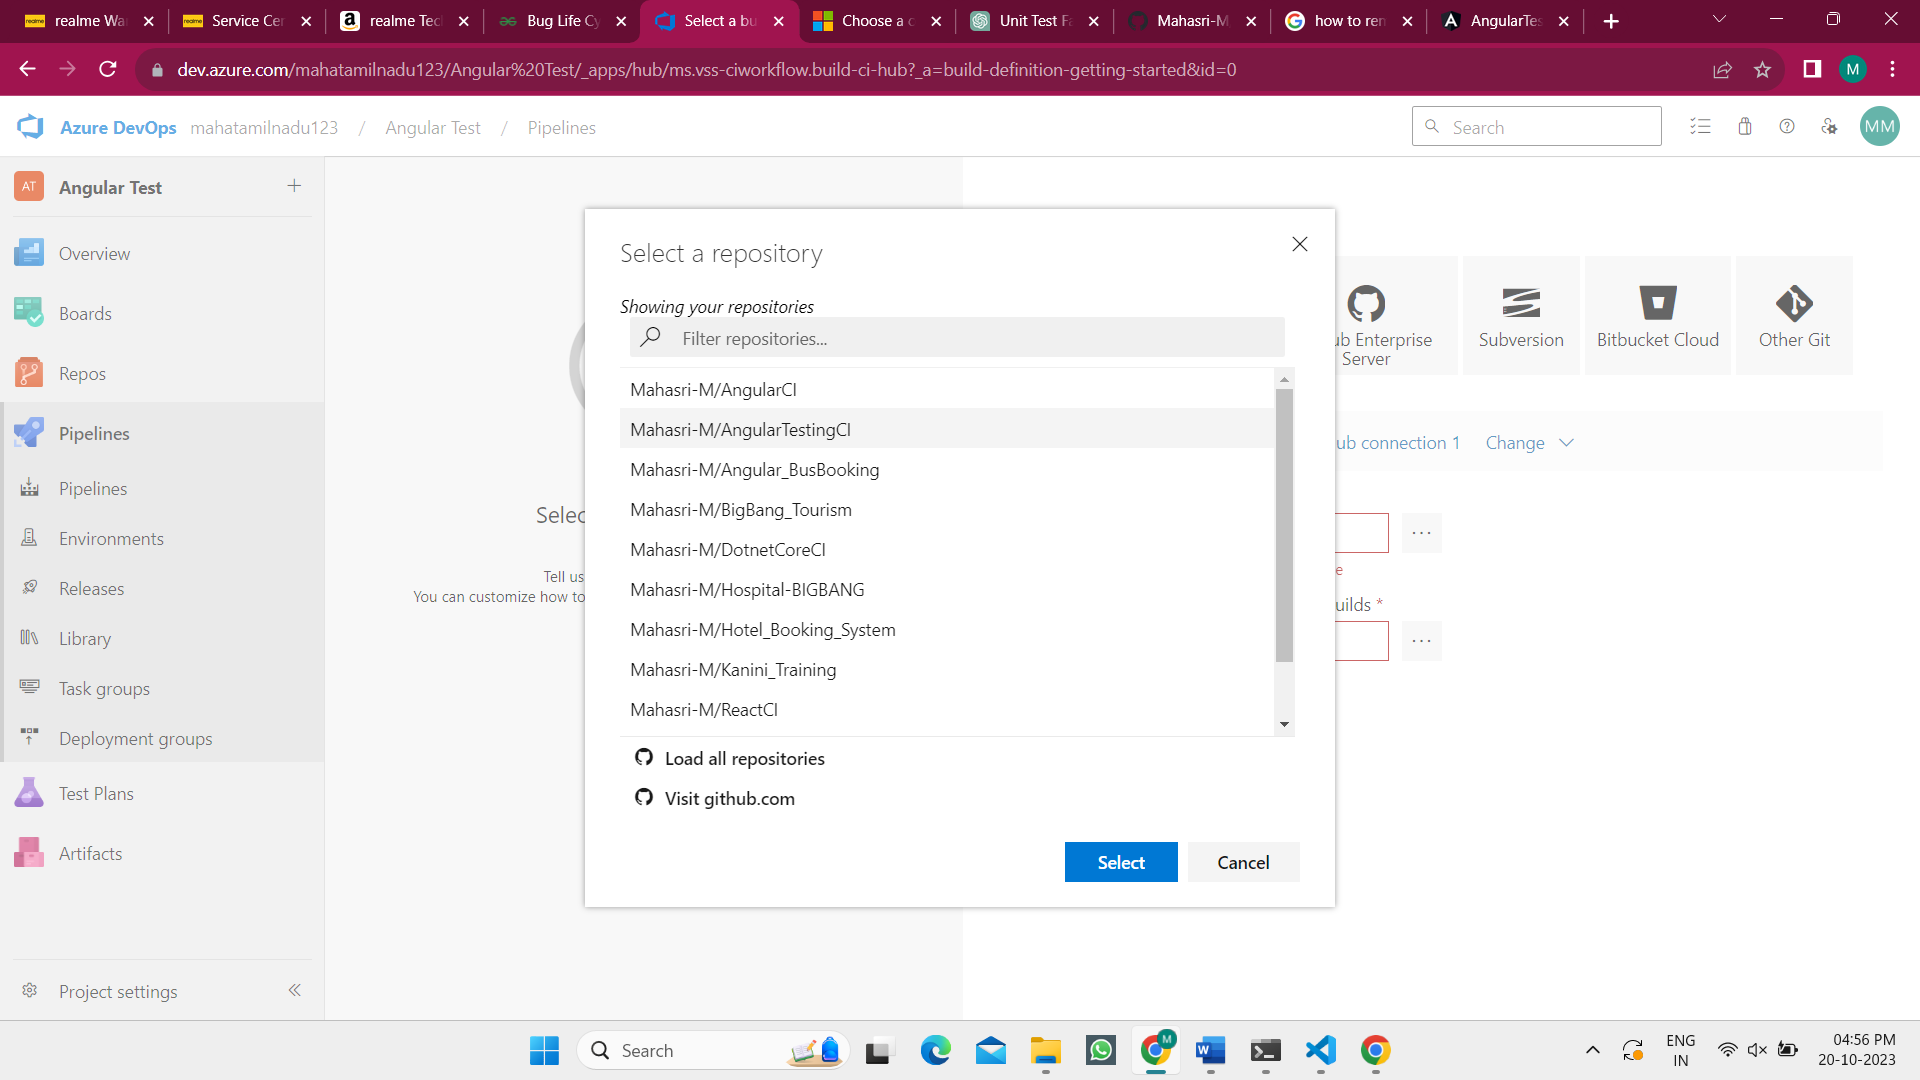 realme Wa
Service Cer
realme Tec
Bug Life Cy
Select a bu
Choose a c
Unit Test Fa
Mahasri-M
how to ren
AngularTes
dev.azure.com/mahatamilnadu123/Angular%20Test/_apps/hub/ms.vss-ciworkflow.build-ci-hub?_a=build-definition-getting-started&id=0
M
Azure DevOps mahatamilnadu123 / Angular Test / Pipelines
Search
MM
AT Angular Test
Overview
Boards
Repos
Pipelines
Pipelines
Environments
Releases
Library
Task groups
Deployment groups
Test Plans
Artifacts
Project settings
Selec
Tell us
You can customize how to
Select a repository
Showing your repositories
Filter repositories...
Mahasri-M/AngularCI
Mahasri-M/AngularTestingCI
Mahasri-M/Angular_BusBooking
Mahasri-M/BigBang_Tourism
Mahasri-M/DotnetCoreCI
Mahasri-M/Hospital-BIGBANG
Mahasri-M/Hotel_Booking_System
Mahasri-M/Kanini_Training
Mahasri-M/ReactCI
Load all repositories
Visit github.com
Select
Cancel
ub Enterprise
Server
Subversion
Bitbucket Cloud
Other Git
ub connection 1
Change
...
e
uilds *
...
Search
M
ENG
IN
04:56 PM
20-10-2023